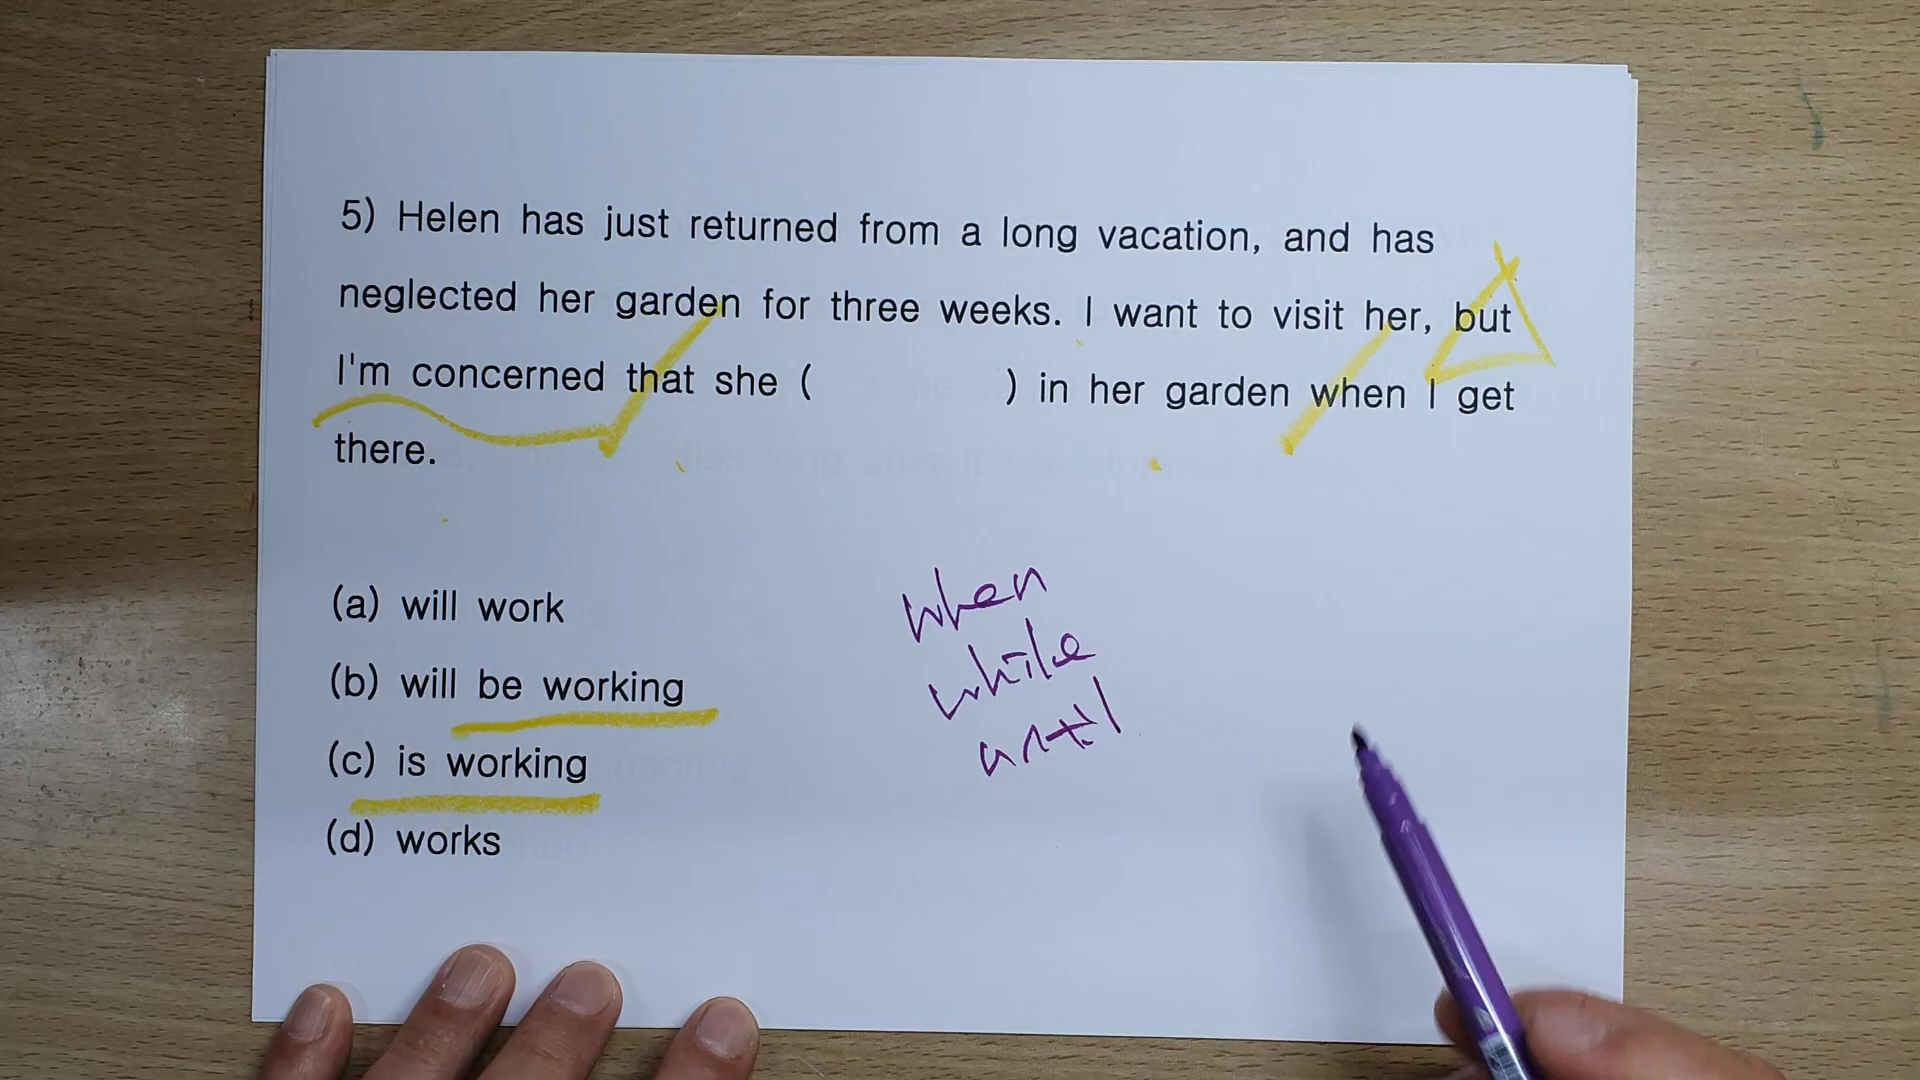 5) Helen has just returned from a long vacation, and has
neglected her garden for three weeks. I want to visit her, but
I'm concerned that she (          ) in her garden when I get
there.
(a) will work
(b) will be working
(c) is working
(d) works
when
while
until